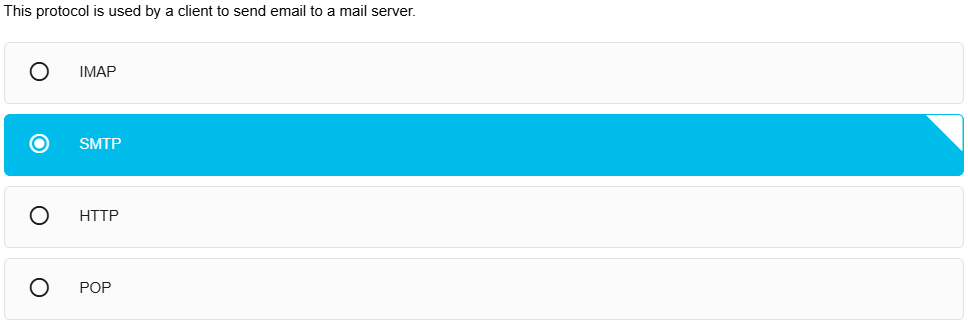 This protocol is used by a client to send email to a mail server.
IMAP
SMTP
HTTP
POP